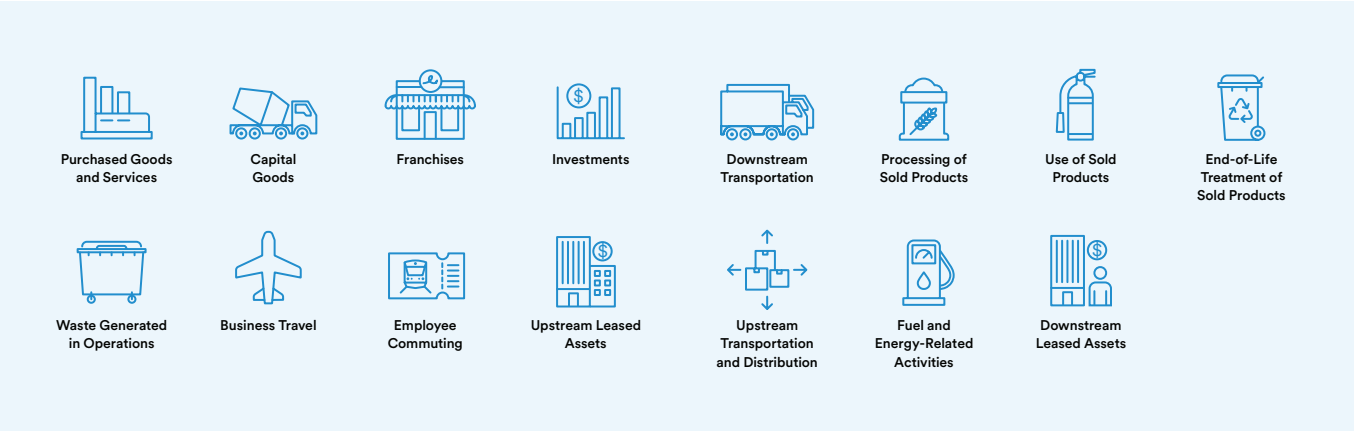 Purchased Goods
and Services
Capital
Goods
Franchises
$
Investments
Downstream
Transportation
Processing of
Sold Products
Use of Sold
Products
End-of-Life
Treatment of
Sold Products
Waste Generated
in Operations
Business Travel
Employee
Commuting
$
Upstream Leased
Assets
Upstream
Transportation
and Distribution
Fuel and
Energy-Related
Activities
$
Downstream
Leased Assets